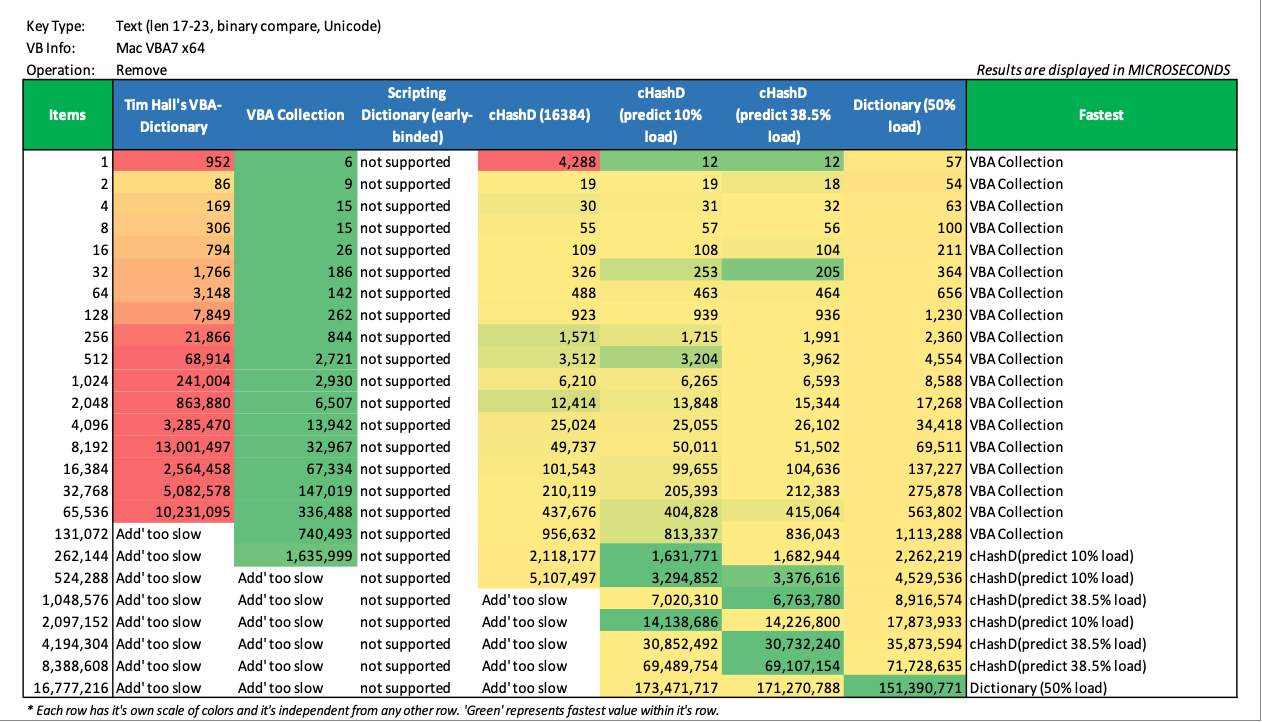 Key Type: Text (len 17-23, binary compare, Unicode)
VB Info: Mac VBA7 x64
Operation: Remove Results are displayed in MICROSECONDS
Items Tim Hall's VBA-Dictionary VBA Collection Scripting Dictionary (early-binded) cHashD (16384) cHashD (predict 10% load) cHashD (predict 38.5% load) Dictionary (50% load) Fastest
1 952 6 not supported 4,288 12 12 57 VBA Collection
2 86 9 not supported 19 19 18 54 VBA Collection
4 169 15 not supported 30 31 32 63 VBA Collection
8 306 15 not supported 55 57 56 100 VBA Collection
16 794 26 not supported 109 108 104 211 VBA Collection
32 1,766 186 not supported 326 253 205 364 VBA Collection
64 3,148 142 not supported 488 463 464 656 VBA Collection
128 7,849 262 not supported 923 939 936 1,230 VBA Collection
256 21,866 844 not supported 1,571 1,715 1,991 2,360 VBA Collection
512 68,914 2,721 not supported 3,512 3,204 3,962 4,554 VBA Collection
1,024 241,004 2,930 not supported 6,210 6,265 6,593 8,588 VBA Collection
2,048 863,880 6,507 not supported 12,414 13,848 15,344 17,268 VBA Collection
4,096 3,285,470 13,942 not supported 25,024 25,055 26,102 34,418 VBA Collection
8,192 13,001,497 32,967 not supported 49,737 50,011 51,502 69,511 VBA Collection
16,384 2,564,458 67,334 not supported 101,543 99,655 104,636 137,227 VBA Collection
32,768 5,082,578 147,019 not supported 210,119 205,393 212,383 275,878 VBA Collection
65,536 10,231,095 336,488 not supported 437,676 404,828 415,064 563,802 VBA Collection
131,072 Add' too slow 740,493 not supported 956,632 813,337 836,043 1,113,288 VBA Collection
262,144 Add' too slow 1,635,999 not supported 2,118,177 1,631,771 1,682,944 2,262,219 cHashD(predict 10% load)
524,288 Add' too slow Add' too slow not supported 5,107,497 3,294,852 3,376,616 4,529,536 cHashD(predict 10% load)
1,048,576 Add' too slow Add' too slow not supported Add' too slow 7,020,310 6,763,780 8,916,574 cHashD(predict 38.5% load)
2,097,152 Add' too slow Add' too slow not supported Add' too slow 14,138,686 14,226,800 17,873,933 cHashD(predict 10% load)
4,194,304 Add' too slow Add' too slow not supported Add' too slow 30,852,492 30,732,240 35,873,594 cHashD(predict 38.5% load)
8,388,608 Add' too slow Add' too slow not supported Add' too slow 69,489,754 69,107,154 71,728,635 cHashD(predict 38.5% load)
16,777,216 Add' too slow Add' too slow not supported Add' too slow 173,471,717 171,270,788 151,390,771 Dictionary (50% load)
* Each row has it's own scale of colors and it's independent from any other row. 'Green' represents fastest value within it's row.